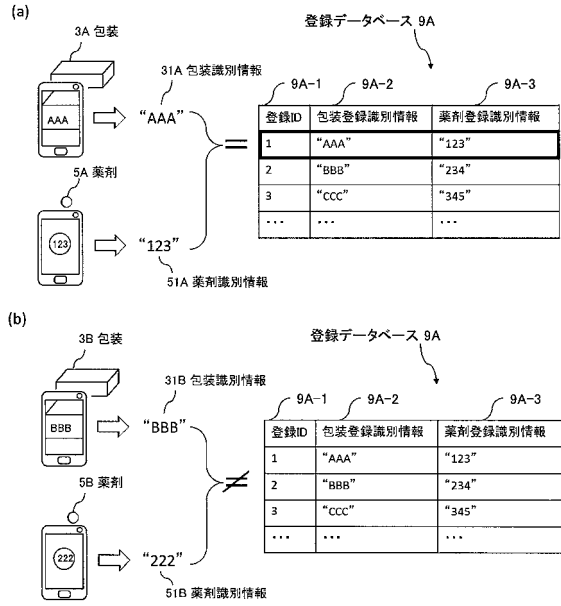 (a)
登録データベース 9A
3A 包装
31A 包装識別情報
9A-1 9A-2 9A-3
AAA
“AAA”
登録ID 包装登録識別情報 薬剤登録識別情報
1 “AAA” “123”
2 “BBB” “234”
3 “CCC” “345”
・・・ ・・・ ・・・
=
5A 薬剤
123
“123”
51A 薬剤識別情報
(b)
登録データベース 9A
3B 包装
31B 包装識別情報
9A-1 9A-2 9A-3
BBB
“BBB”
登録ID 包装登録識別情報 薬剤登録識別情報
1 “AAA” “123”
2 “BBB” “234”
3 “CCC” “345”
・・・ ・・・ ・・・
≠
5B 薬剤
222
“222”
51B 薬剤識別情報